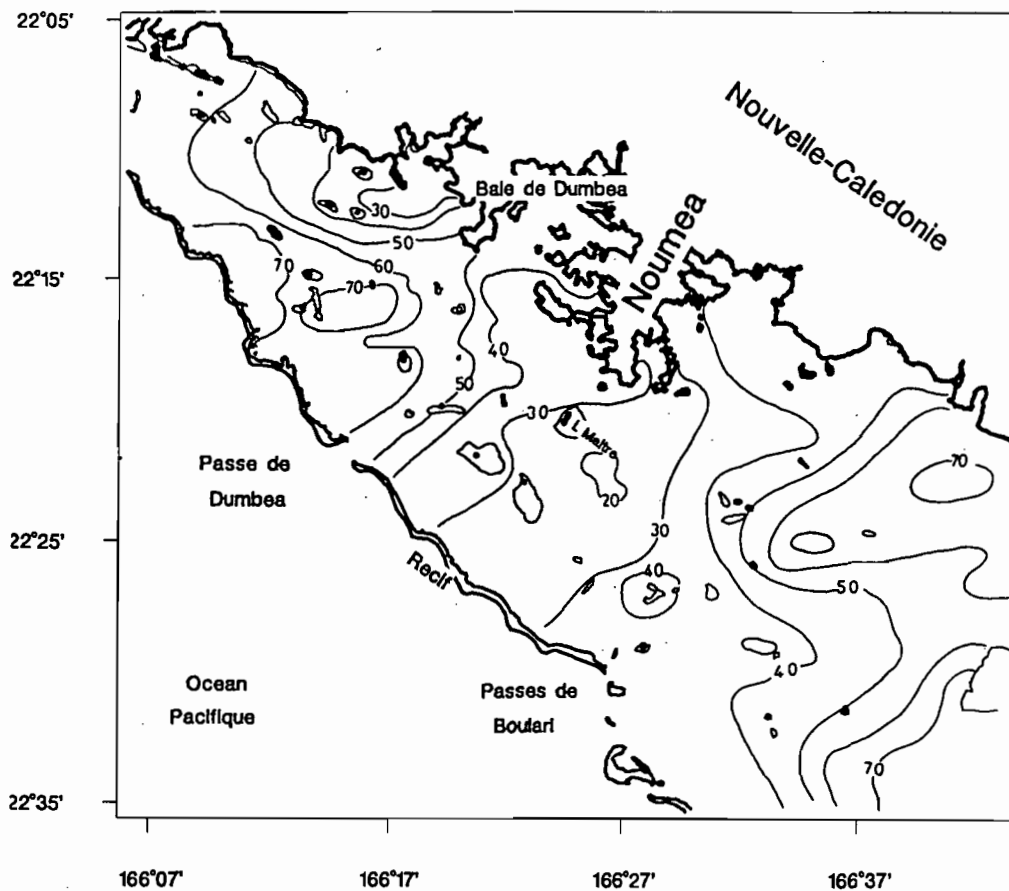 22°05'
Nouvelle-Caledonie
Baie de Dumbea
30
50
Noumea
60
70
22°15'
70
40
50
30
I. Maitre
70
Passe de
Dumbea
20
30
22°25'
Recif
40
50
40
Ocean
Pacifique
Passes de
Boulari
70
22°35'
166°07'
166°17'
166°27'
166°37'